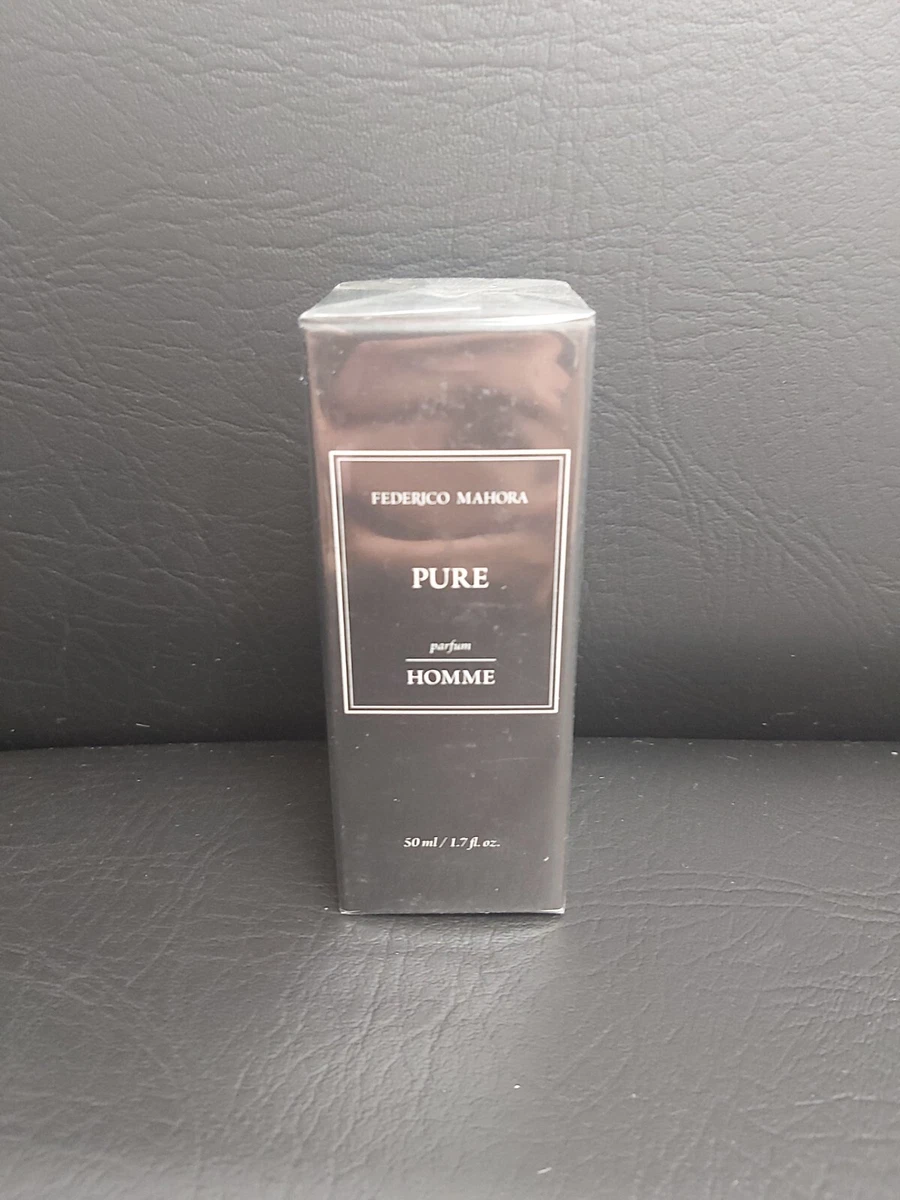 FEDERICO MAHORA
PURE
parfum
HOMME
50 ml / 1.7 fl. oz.